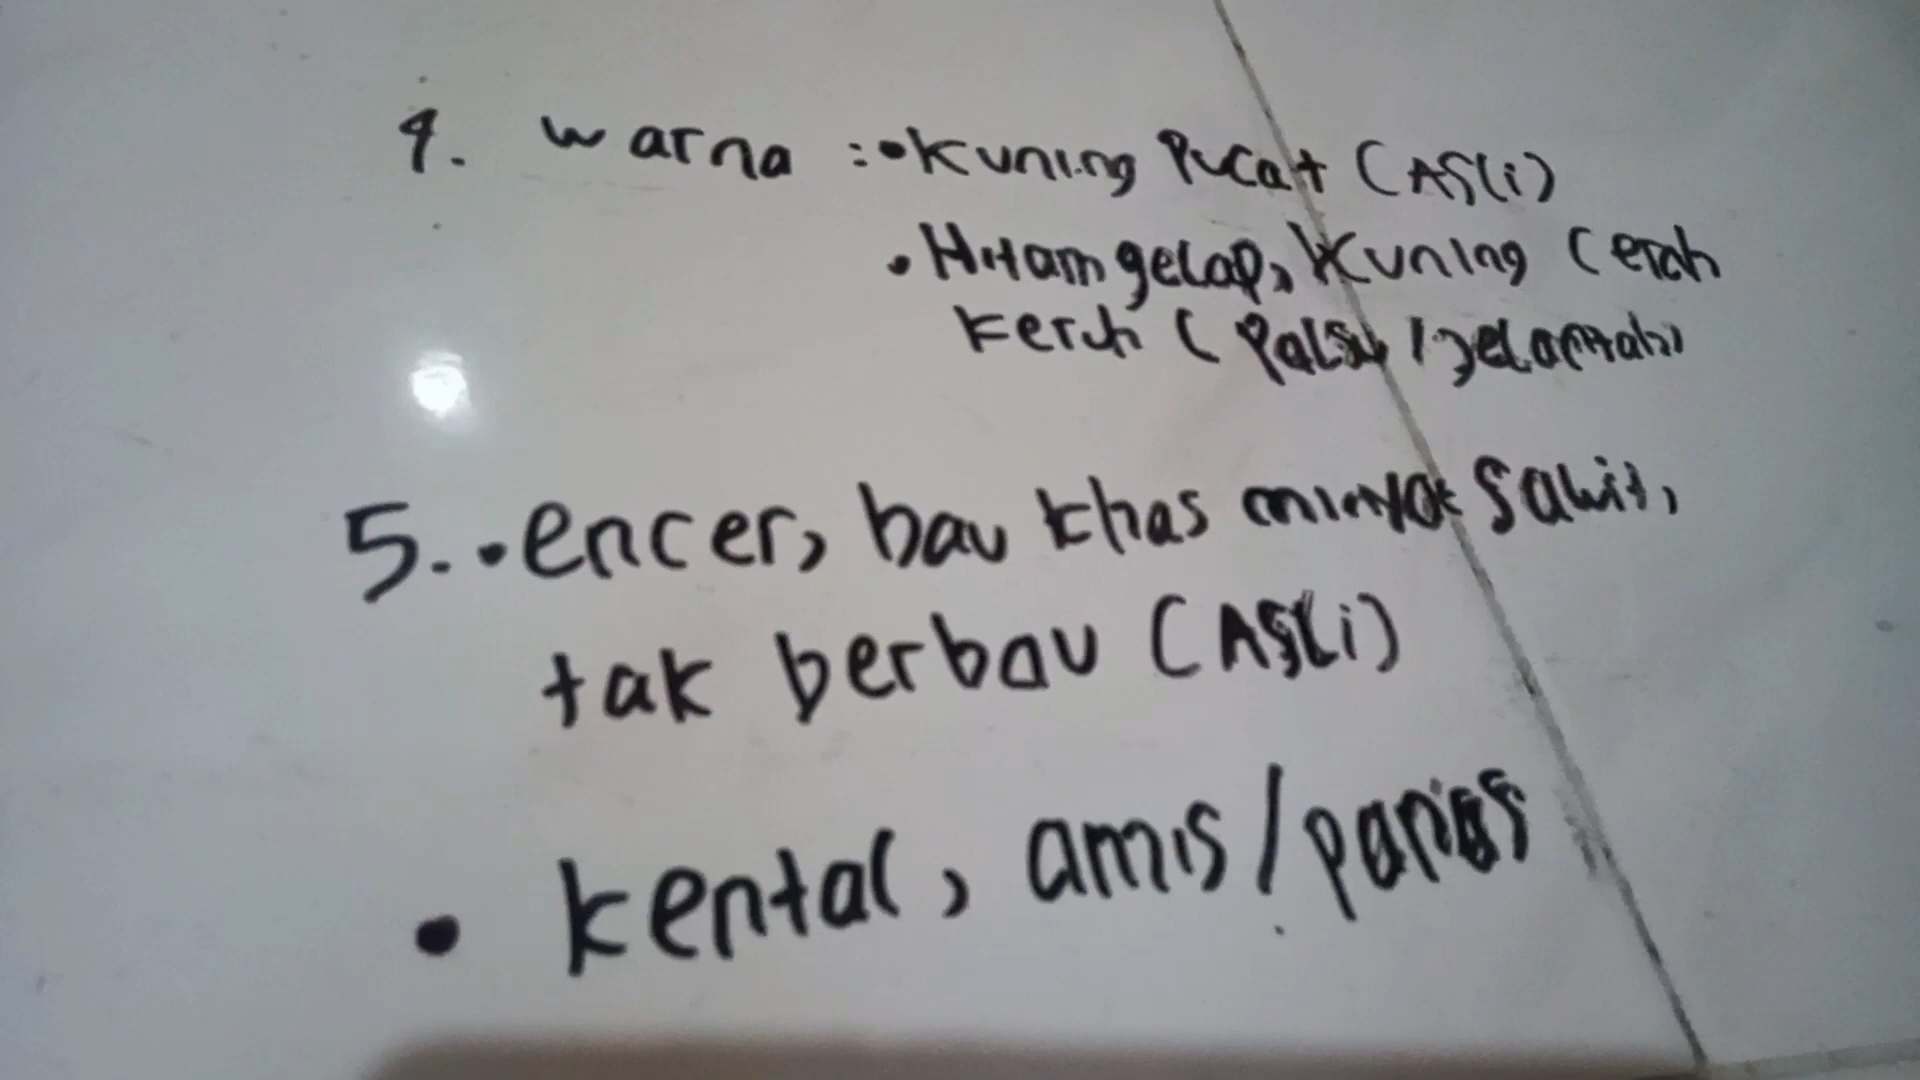 4. warna : • Kuning Pucat (ASli)
• Hitam gelap, Kuning Cerah
keruh ( Palsu /
5. • encer, bau khas minyak Sawit,
tak berbau (ASli)
• kental, amis/panas